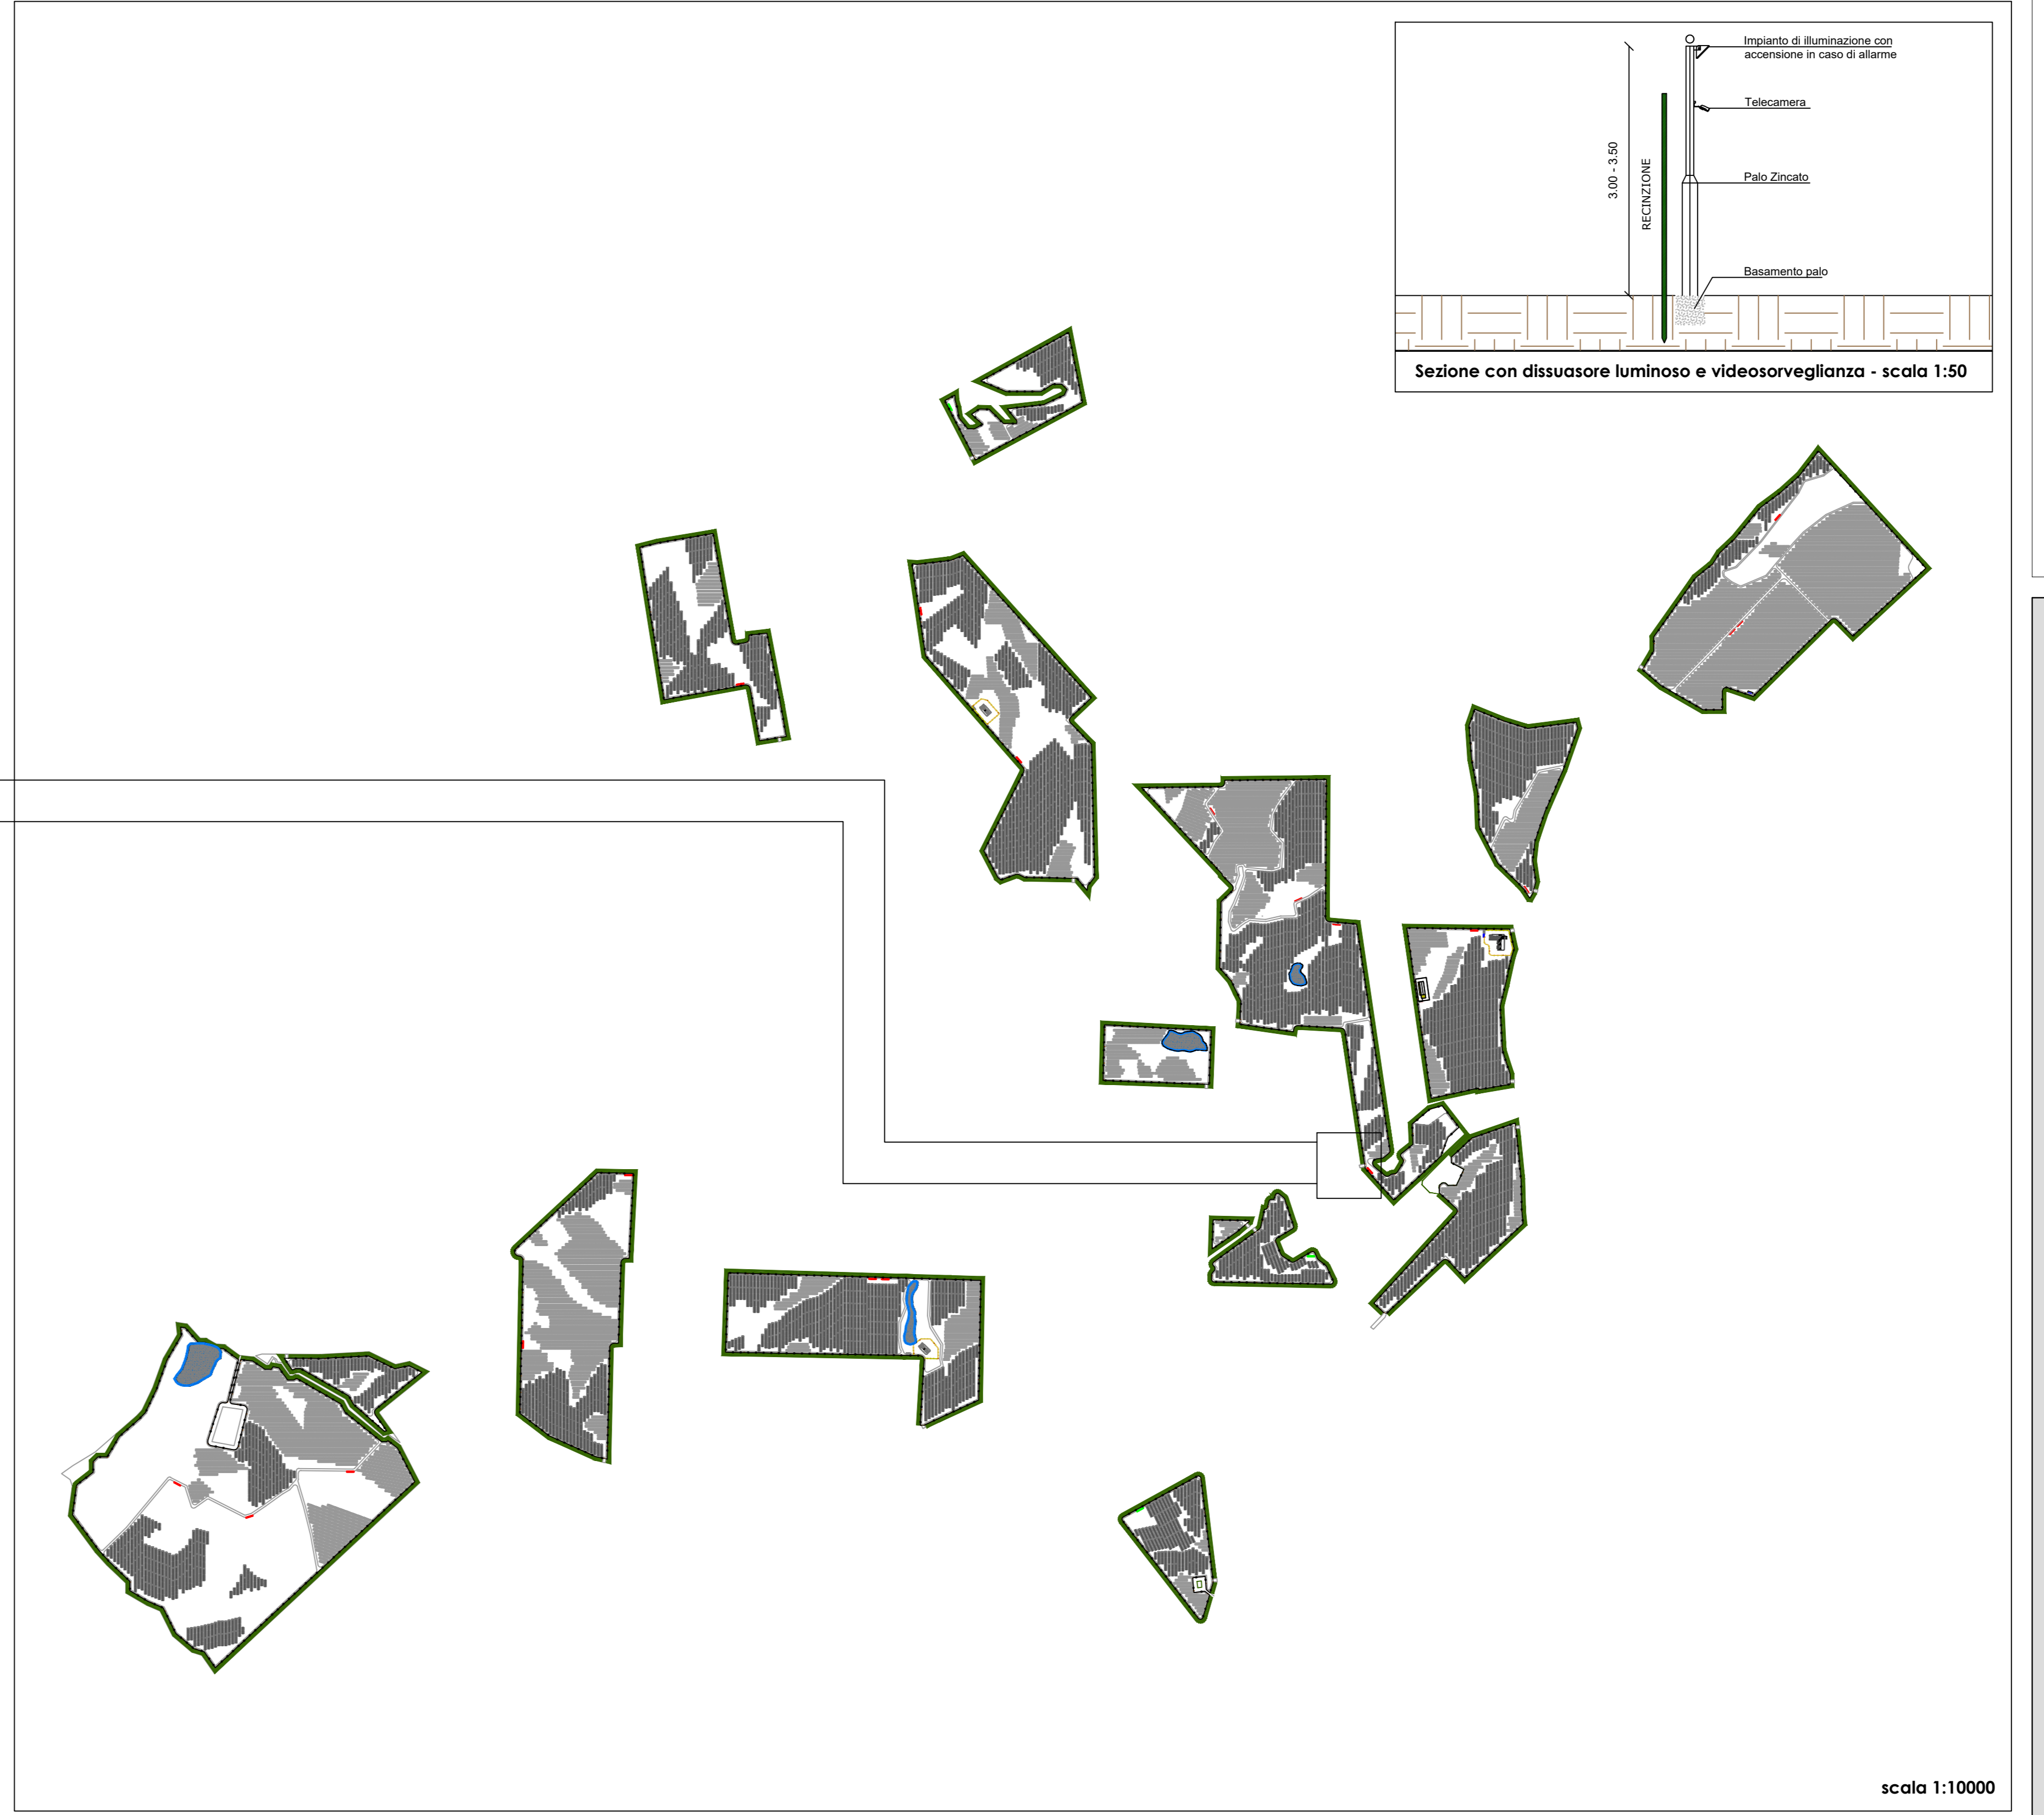 Impianto di illuminazione con
accensione in caso di allarme
Telecamera
3.00 - 3.50
RECINZIONE
Palo Zincato
Basamento palo
Sezione con dissuasore luminoso e videosorveglianza - scala 1:50
scala 1:10000